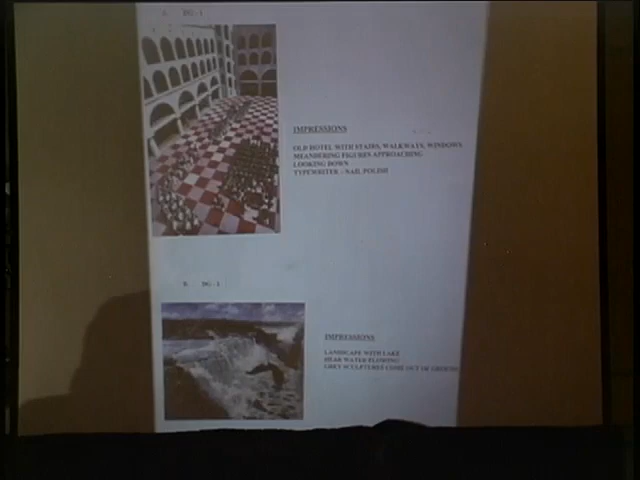 IMPRESSIONS
OLD HOTEL WITH STAIRS, WALKWAYS, WINDOWS
MEANDERING FIGURES APPROACHING
LOOKING DOWN
TYPEWRITER - NAIL POLISH
IMPRESSIONS
LANDSCAPE WITH LAKE
HEAR WATER FLOWING
GREY SCULPTURES COME OUT OF GROUND